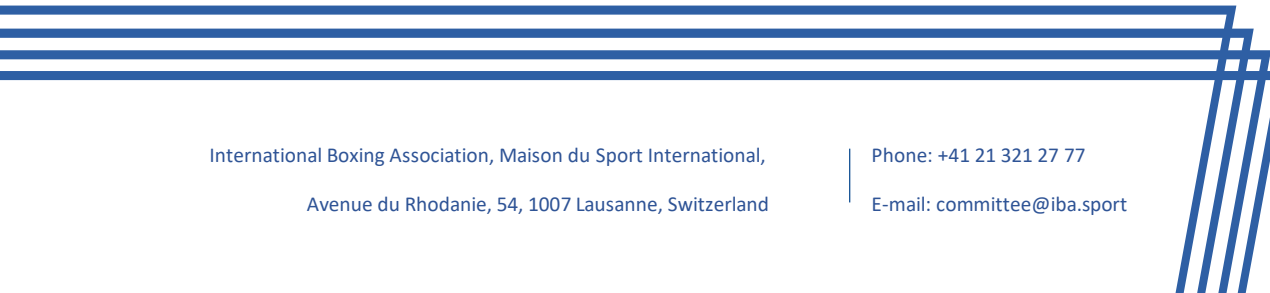 International Boxing Association, Maison du Sport International,
Avenue du Rhodanie, 54, 1007 Lausanne, Switzerland
Phone: +41 21 321 27 77
E-mail: committee@iba.sport